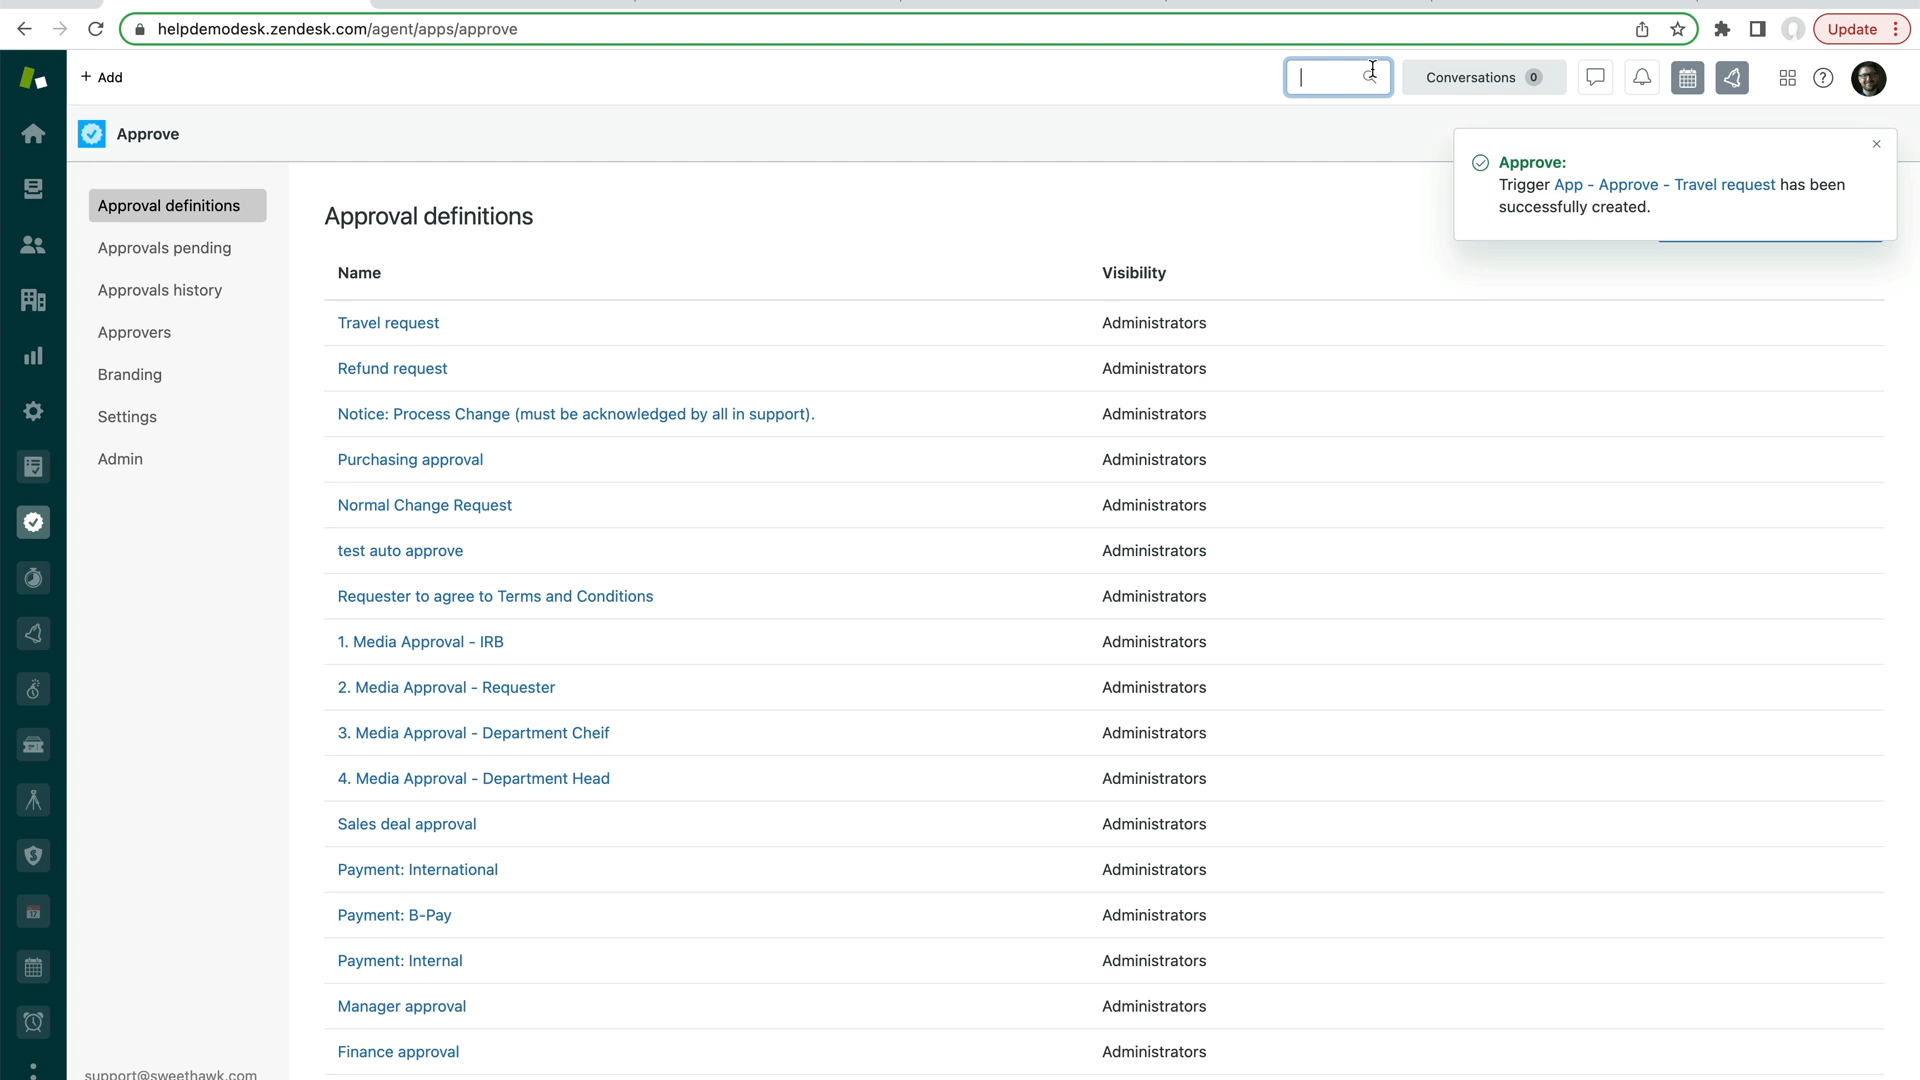 helpdemodesk.zendesk.com/agent/apps/approve
Update
+ Add
Conversations 0
Approve
Approve:
Trigger App - Approve - Travel request has been
successfully created.
Approval definitions
Approvals pending
Approvals history
Approvers
Branding
Settings
Admin
support@sweethawk.com
Approval definitions
Name Visibility
Travel request Administrators
Refund request Administrators
Notice: Process Change (must be acknowledged by all in support). Administrators
Purchasing approval Administrators
Normal Change Request Administrators
test auto approve Administrators
Requester to agree to Terms and Conditions Administrators
1. Media Approval - IRB Administrators
2. Media Approval - Requester Administrators
3. Media Approval - Department Cheif Administrators
4. Media Approval - Department Head Administrators
Sales deal approval Administrators
Payment: International Administrators
Payment: B-Pay Administrators
Payment: Internal Administrators
Manager approval Administrators
Finance approval Administrators
17